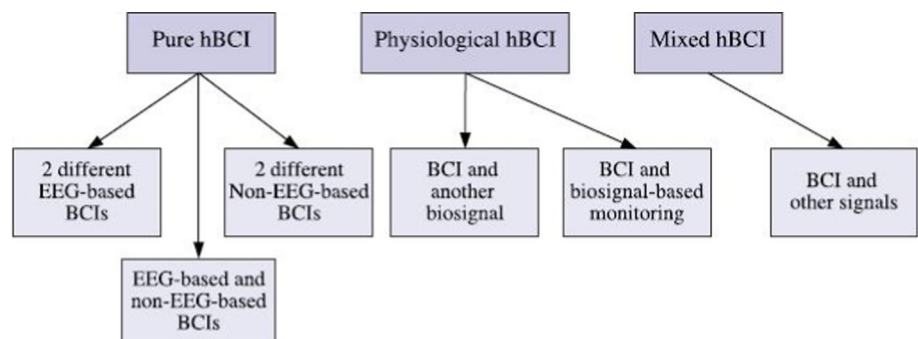 Pure hBCI
Physiological hBCI
Mixed hBCI
2 different
EEG-based
BCIs
2 different
Non-EEG-based
BCIs
BCI and
another
biosignal
BCI and
biosignal-based
monitoring
BCI and
other signals
EEG-based and
non-EEG-based
BCIs